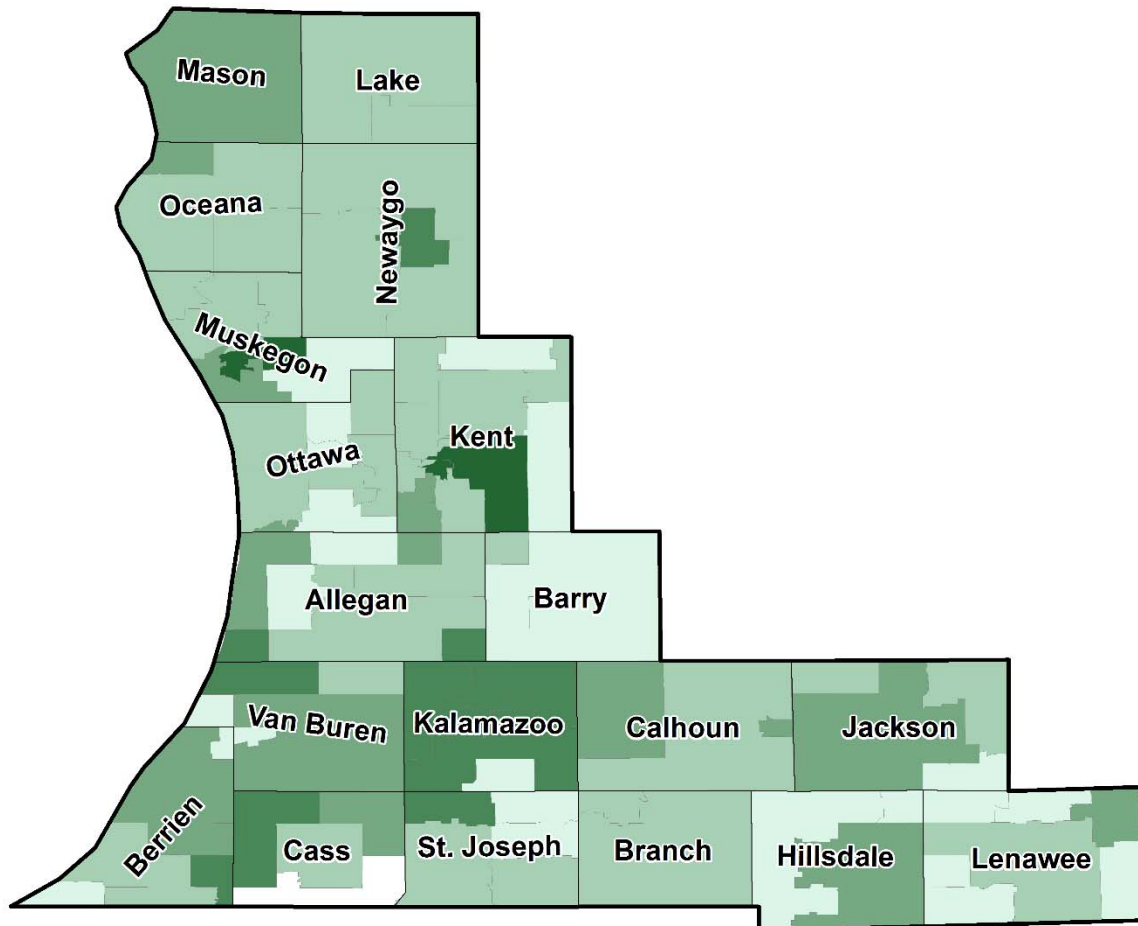 Mason
Lake
Oceana
Newaygo
Muskegon
Kent
Ottawa
Allegan
Barry
Van Buren
Kalamazoo
Calhoun
Jackson
Berrien
Cass
St. Joseph
Branch
Hillsdale
Lenawee